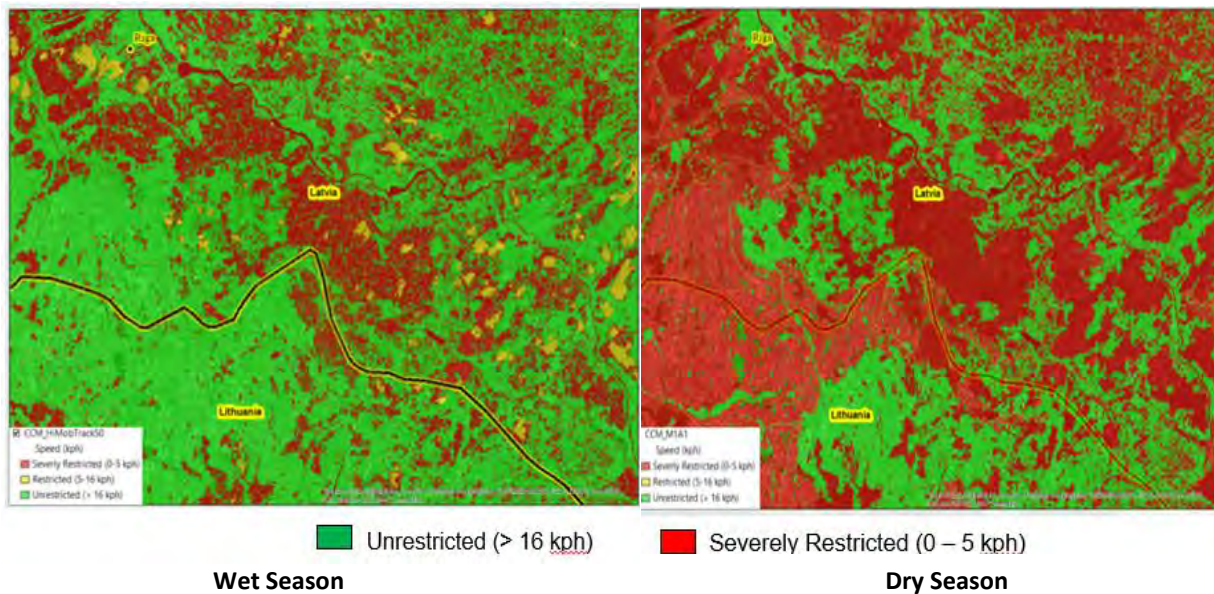 Riga
Latvia
Lithuania
CCM_HiMobTrack50
Speed (kph)
Severly Restricted (0-5 kph)
Restricted (5-16 kph)
Unrestricted (> 16 kph)
Latvia
Lithuania
CCM_M1A1
Speed (kph)
Severely Restricted (0-5 kph)
Restricted (5-16 kph)
Unrestricted (> 16 kph)
Unrestricted (> 16 kph)
Severely Restricted (0 – 5 kph)
Wet Season
Dry Season